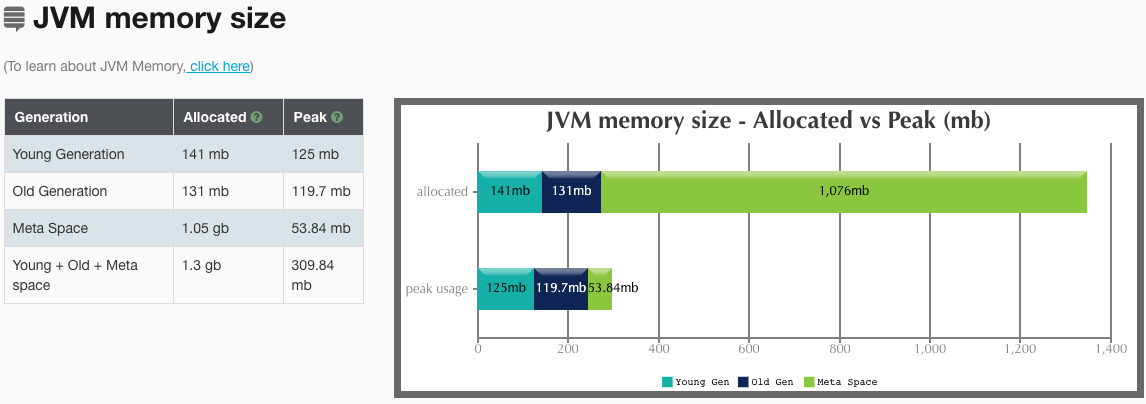 JVM memory size
(To learn about JVM Memory, click here)
Generation Allocated ? Peak ?
Young Generation 141 mb 125 mb
Old Generation 131 mb 119.7 mb
Meta Space 1.05 gb 53.84 mb
Young + Old + Meta space 1.3 gb 309.84 mb
JVM memory size - Allocated vs Peak (mb)
allocated 141mb 131mb 1,076mb
peak usage 125mb 119.7mb 53.84mb
0 200 400 600 800 1,000 1,200 1,400
Young Gen Old Gen Meta Space